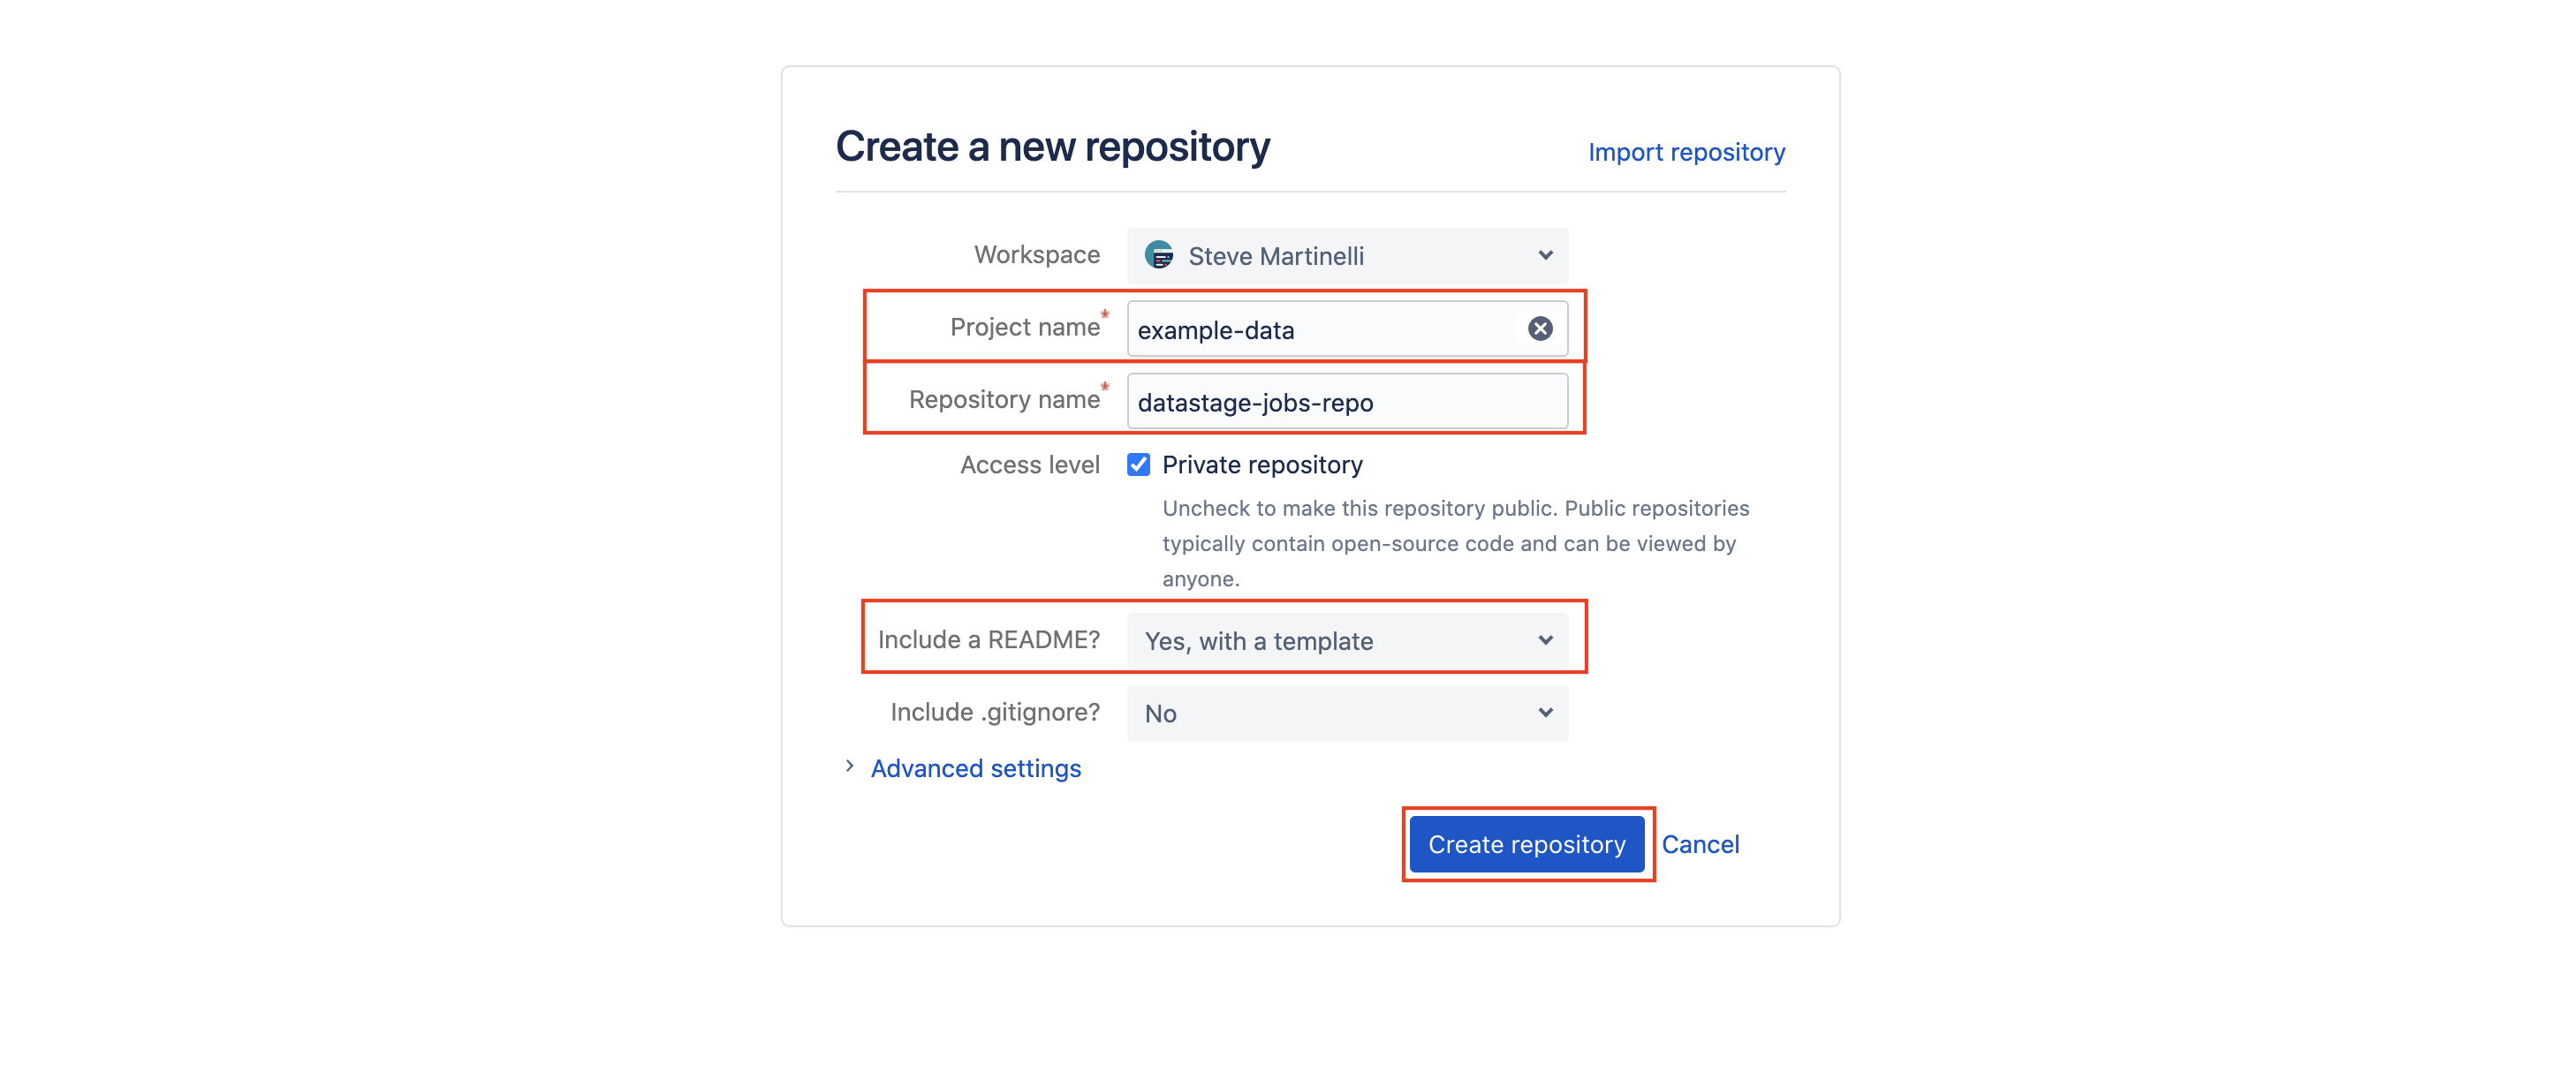 Create a new repository
Import repository
Workspace
Steve Martinelli
Project name*
example-data
Repository name*
datastage-jobs-repo
Access level
Private repository
Uncheck to make this repository public. Public repositories
typically contain open-source code and can be viewed by
anyone.
Include a README?
Yes, with a template
Include .gitignore?
No
Advanced settings
Create repository
Cancel